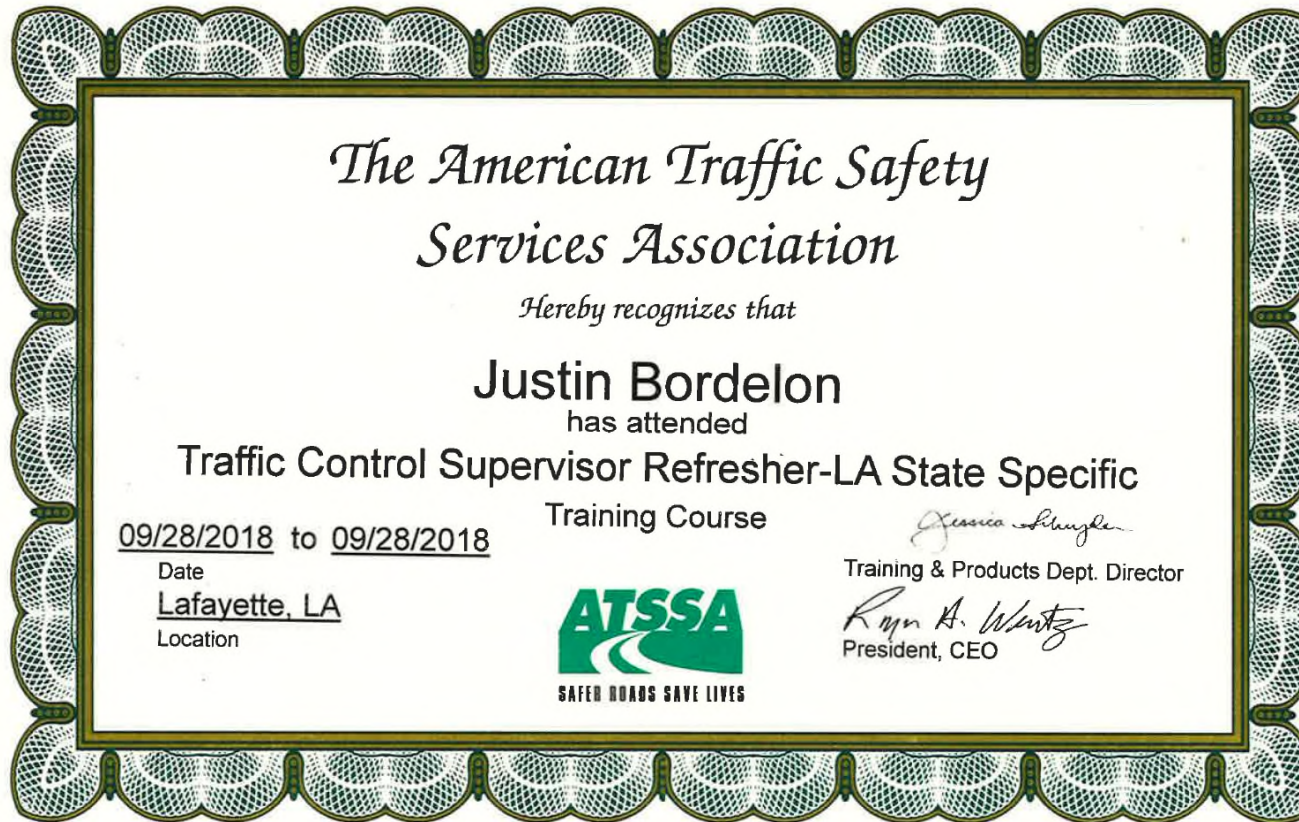 The American Traffic Safety
Services Association
Hereby recognizes that
Justin Bordelon
has attended
Traffic Control Supervisor Refresher-LA State Specific
Training Course
09/28/2018 to 09/28/2018
Date
Lafayette, LA
Location
ATSSA
SAFER ROADS SAVE LIVES
Jessica
Training & Products Dept. Director
A. Wentz
President, CEO